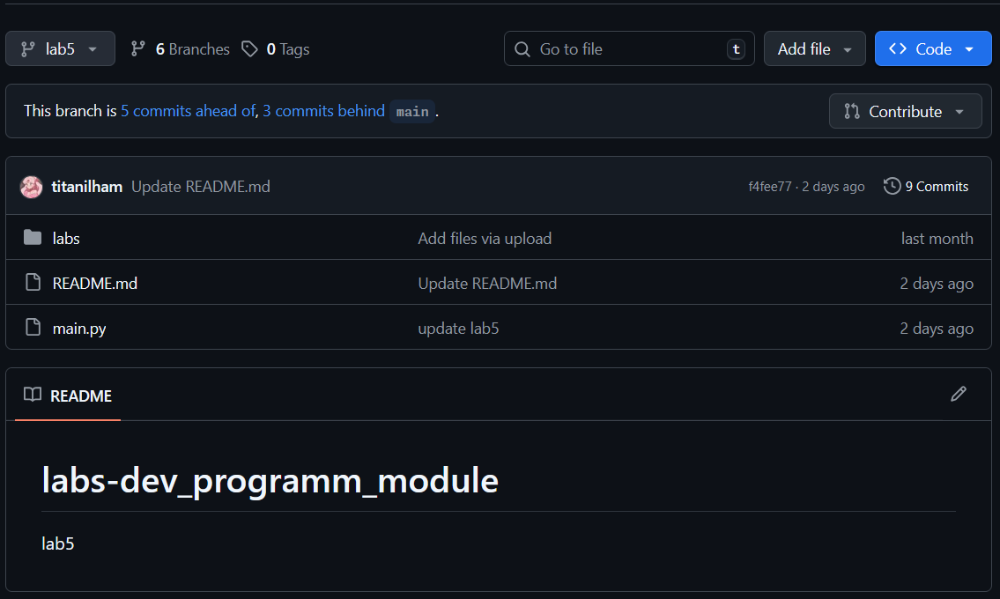 lab5 6 Branches 0 Tags Go to file t Add file Code
This branch is 5 commits ahead of, 3 commits behind main . Contribute
titanilham Update README.md f4fee77 · 2 days ago 9 Commits
labs Add files via upload last month
README.md Update README.md 2 days ago
main.py update lab5 2 days ago
README
labs-dev_programm_module
lab5